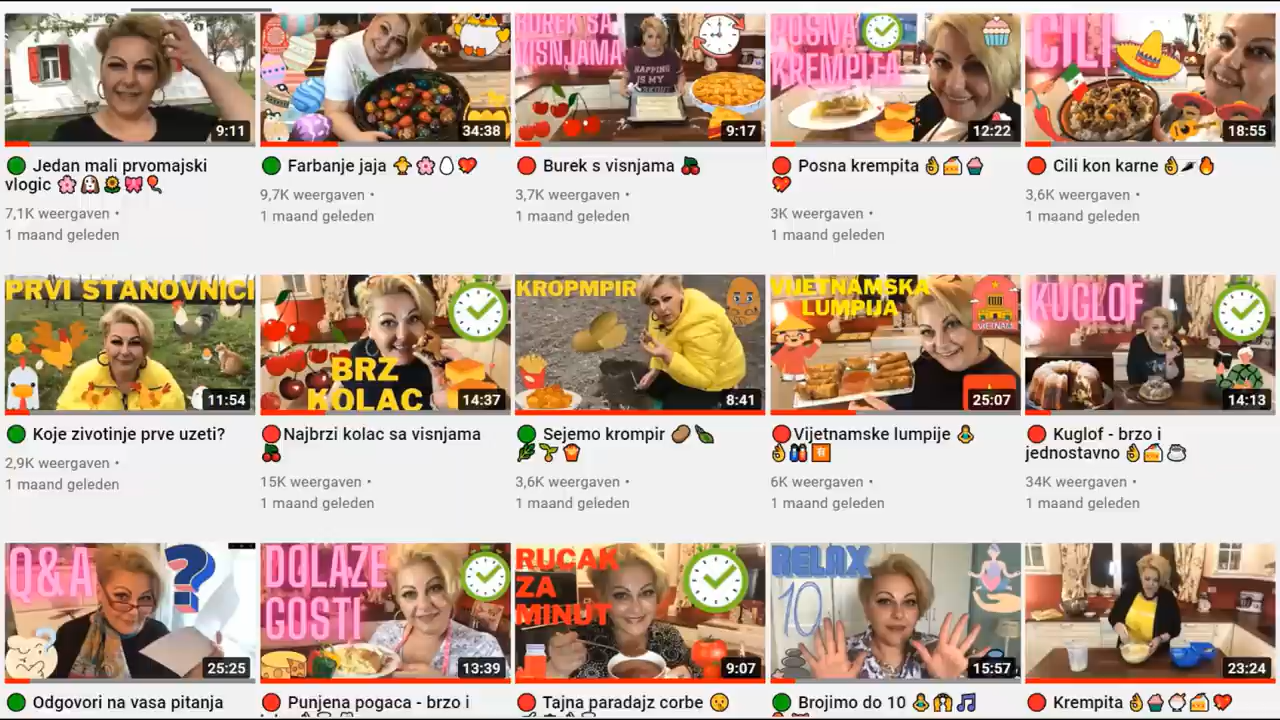 9:11
34:38
BUREK SA
VISNJAMA
HAPPINESS
IS MY
9:17
POSNA
KREMPITA
12:22
CILI
18:55
Jedan mali prvomajski
vlogic
7,1K weergaven •
1 maand geleden
Farbanje jaja
9,7K weergaven •
1 maand geleden
Burek s visnjama
3,7K weergaven •
1 maand geleden
Posna krempita
3K weergaven •
1 maand geleden
Cili kon karne
3,6K weergaven •
1 maand geleden
PRVI STANOVNICI
11:54
BRZ
KOLAC
14:37
KROPMPIR
8:41
VIJETNAMSKA
LUMPIJA
VIETNAM
25:07
KUGLOF
14:13
Koje zivotinje prve uzeti?
2,9K weergaven •
1 maand geleden
Najbrzi kolac sa visnjama
15K weergaven •
1 maand geleden
Sejemo krompir
3,6K weergaven •
1 maand geleden
Vijetnamske lumpije
6K weergaven •
1 maand geleden
Kuglof - brzo i
jednostavno
34K weergaven •
1 maand geleden
Q&A
25:25
DOLAZE
GOSTI
13:39
RUCAK
ZA
MINUT
9:07
RELAX
10
15:57
23:24
Odgovori na vasa pitanja
Punjena pogaca - brzo i
Tajna paradajz corbe
Brojimo do 10
Krempita